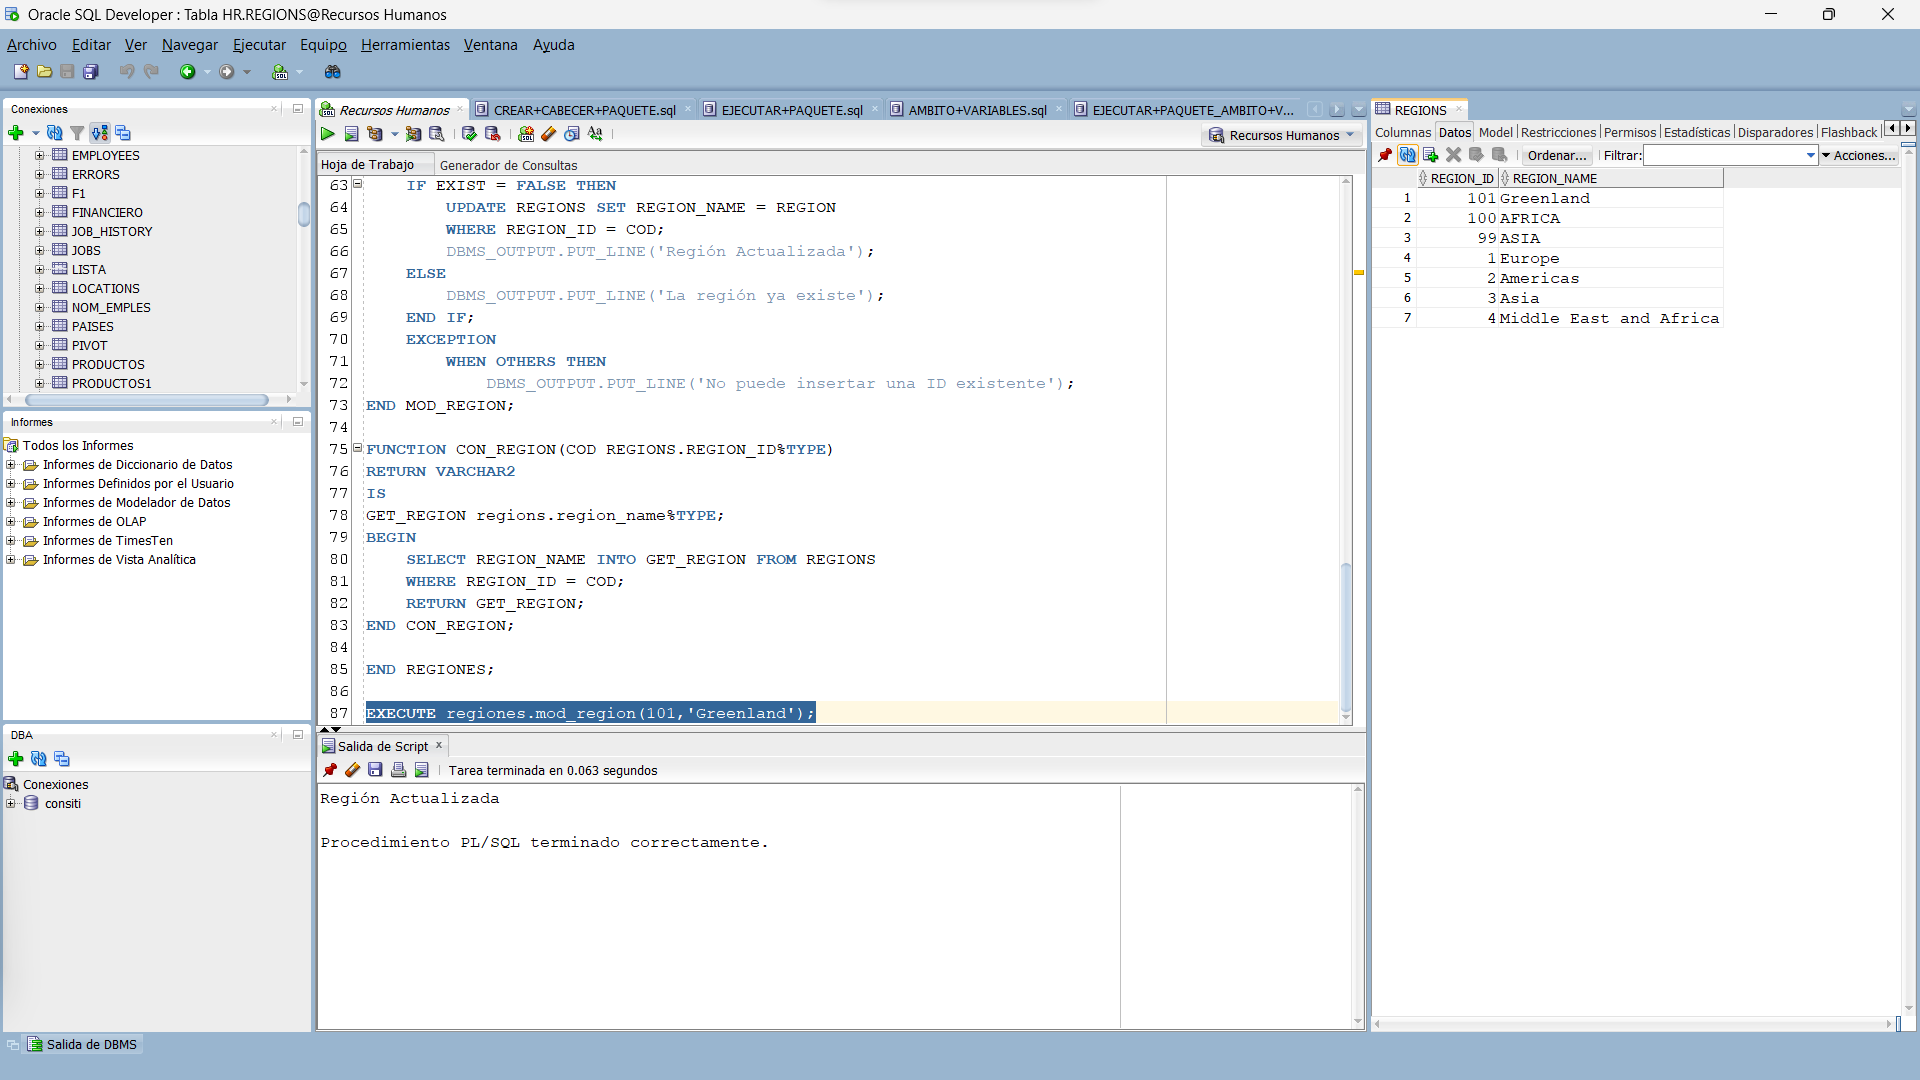 Oracle SQL Developer : Tabla HR.REGIONS@Recursos Humanos
Archivo Editar Ver Navegar Ejecutar Equipo Herramientas Ventana Ayuda
Conexiones
EMPLOYEES
ERRORS
F1
FINANCIERO
JOB_HISTORY
JOBS
LISTA
LOCATIONS
NOM_EMPLES
PAISES
PIVOT
PRODUCTOS
PRODUCTOS1
Informes
Todos los Informes
Informes de Diccionario de Datos
Informes Definidos por el Usuario
Informes de Modelador de Datos
Informes de OLAP
Informes de TimesTen
Informes de Vista Analítica
DBA
Conexiones
consiti
Recursos Humanos CREAR+CABECER+PAQUETE.sql EJECUTAR+PAQUETE.sql AMBITO+VARIABLES.sql EJECUTAR+PAQUETE_AMBITO+V...
Recursos Humanos
Hoja de Trabajo Generador de Consultas
63 IF EXIST = FALSE THEN
64 UPDATE REGIONS SET REGION_NAME = REGION
65 WHERE REGION_ID = COD;
66 DBMS_OUTPUT.PUT_LINE('Región Actualizada');
67 ELSE
68 DBMS_OUTPUT.PUT_LINE('La región ya existe');
69 END IF;
70 EXCEPTION
71 WHEN OTHERS THEN
72 DBMS_OUTPUT.PUT_LINE('No puede insertar una ID existente');
73 END MOD_REGION;
74
75 FUNCTION CON_REGION(COD REGIONS.REGION_ID%TYPE)
76 RETURN VARCHAR2
77 IS
78 GET_REGION regions.region_name%TYPE;
79 BEGIN
80 SELECT REGION_NAME INTO GET_REGION FROM REGIONS
81 WHERE REGION_ID = COD;
82 RETURN GET_REGION;
83 END CON_REGION;
84
85 END REGIONES;
86
87 EXECUTE regiones.mod_region(101,'Greenland');
Salida de Script
Tarea terminada en 0.063 segundos
Región Actualizada
Procedimiento PL/SQL terminado correctamente.
REGIONS
Columnas Datos Model Restricciones Permisos Estadísticas Disparadores Flashback
Ordenar... Filtrar: Acciones...
REGION_ID REGION_NAME
1 101 Greenland
2 100 AFRICA
3 99 ASIA
4 1 Europe
5 2 Americas
6 3 Asia
7 4 Middle East and Africa
Salida de DBMS